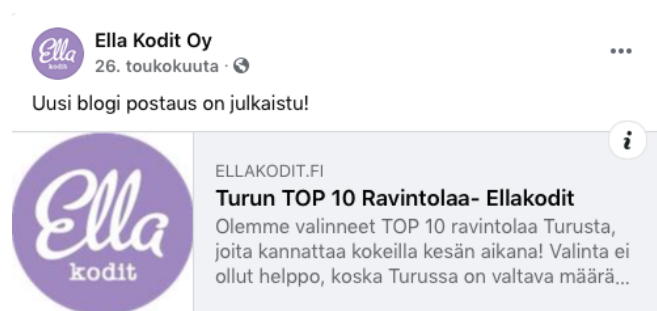 Ella kodit
Ella Kodit Oy
26. toukokuuta ·
Uusi blogi postaus on julkaistu!
Ella
kodit
i
ELLAKODIT.FI
Turun TOP 10 Ravintolaa- Ellakodit
Olemme valinneet TOP 10 ravintolaa Turusta,
joita kannattaa kokeilla kesän aikana! Valinta ei
ollut helppo, koska Turussa on valtava määrä...